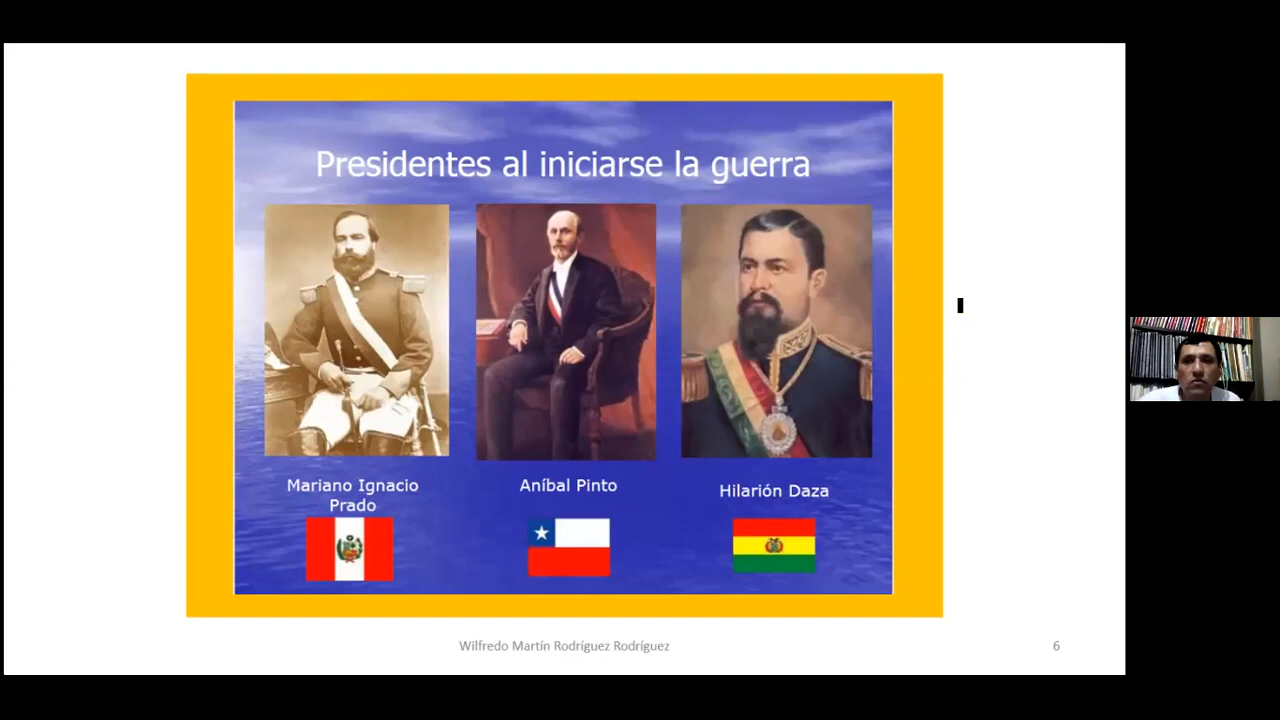 Presidentes al iniciarse la guerra
Mariano Ignacio
Prado
Aníbal Pinto
Hilarión Daza
Wilfredo Martín Rodríguez Rodríguez
6